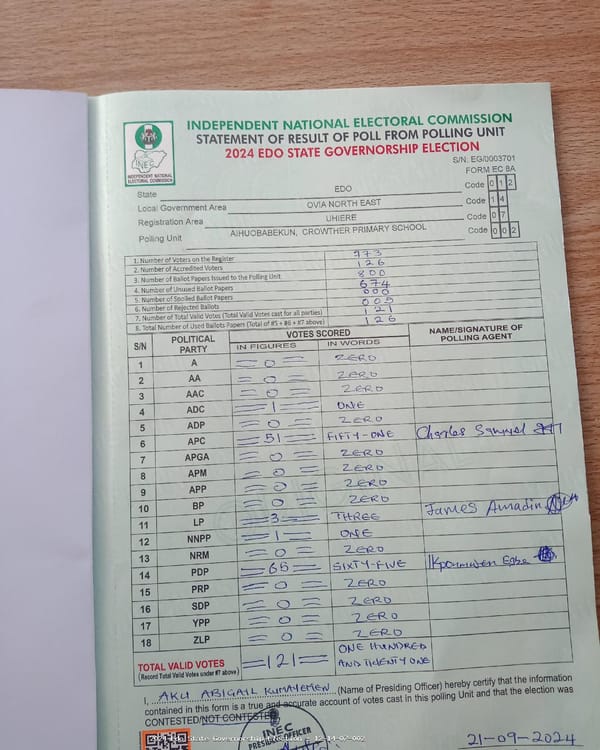 INDEPENDENT NATIONAL ELECTORAL COMMISSION
STATEMENT OF RESULT OF POLL FROM POLLING UNIT
2024 EDO STATE GOVERNORSHIP ELECTION
INEC
INDEPENDENT NATIONAL ELECTORAL COMMISSION
S/N: EG/0003701
FORM EC 8A
State EDO Code 0 1 2
Local Government Area OVIA NORTH EAST Code 1 4
Registration Area UHIERE Code 0 7
Polling Unit AIHUOBABEKUN, CROWTHER PRIMARY SCHOOL Code 0 0 2
1. Number of Voters on the Register 973
2. Number of Accredited Voters 126
3. Number of Ballot Papers Issued to the Polling Unit 800
4. Number of Unused Ballot Papers 674
5. Number of Spoiled Ballot Papers 000
6. Number of Rejected Ballots 005
7. Number of Total Valid Votes (Total Valid Votes cast for all parties) 121
8. Total Number of Used Ballots Papers (Total of #5 + #6 + #7 above) 126
S/N POLITICAL PARTY VOTES SCORED NAME/SIGNATURE OF POLLING AGENT
IN FIGURES IN WORDS
1 A 0 ZERO
2 AA 0 ZERO
3 AAC 0 ZERO
4 ADC 1 ONE
5 ADP 0 ZERO
6 APC 51 FIFTY-ONE Charles Samuel
7 APGA 0 ZERO
8 APM 0 ZERO
9 APP 0 ZERO
10 BP 0 ZERO
11 LP 3 THREE James Amadin
12 NNPP 1 ONE
13 NRM 0 ZERO
14 PDP 65 SIXTY-FIVE
15 PRP 0 ZERO
16 SDP 0 ZERO
17 YPP 0 ZERO
18 ZLP 0 ZERO
TOTAL VALID VOTES =121= ONE HUNDRED AND TWENTY ONE
(Record Total Valid Votes under #7 above)
I, AKU ABIGAIL (Name of Presiding Officer) hereby certify that the information
contained in this form is a true and accurate account of votes cast in this polling Unit and that the election was
CONTESTED/NOT CONTESTED
INEC
PRESIDING OFFICER
21-09-2024